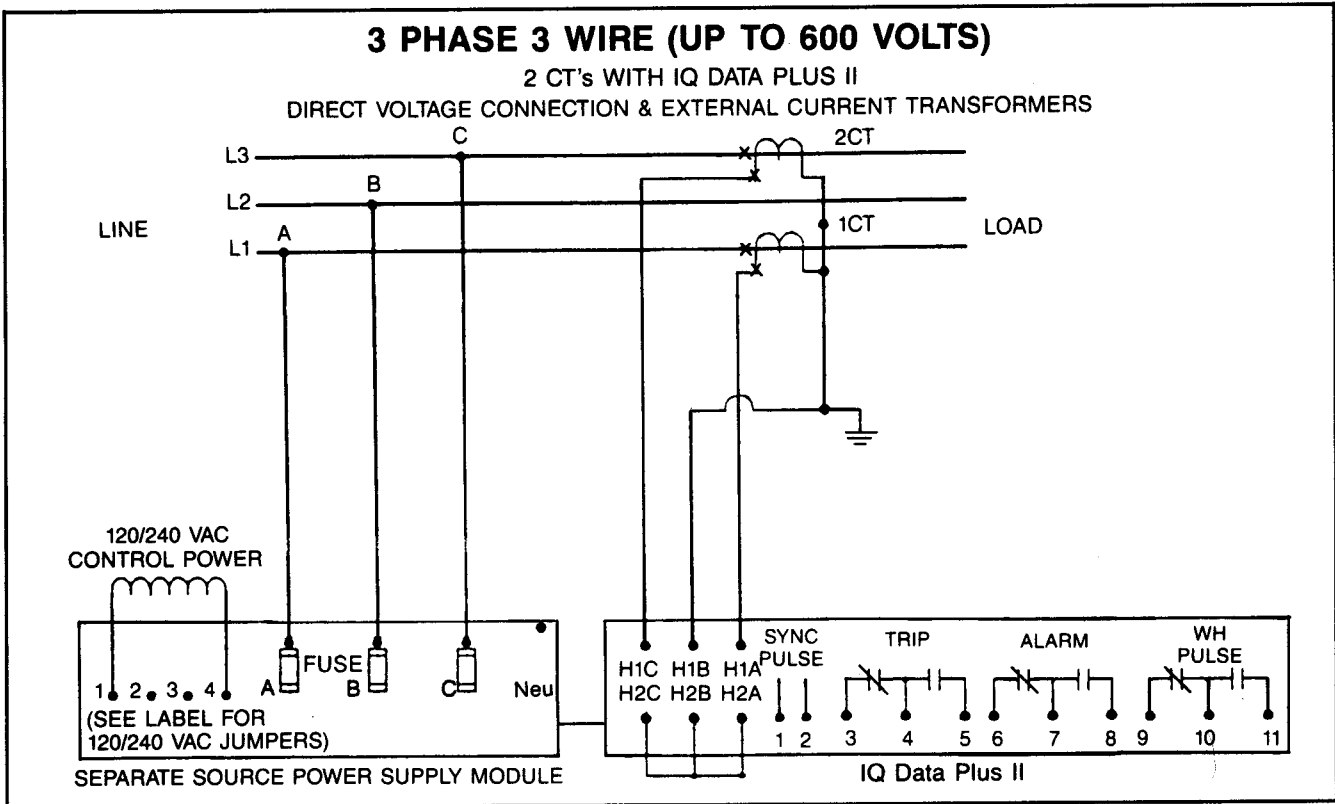 3 PHASE 3 WIRE (UP TO 600 VOLTS)
2 CT's WITH IQ DATA PLUS II
DIRECT VOLTAGE CONNECTION & EXTERNAL CURRENT TRANSFORMERS
C
2CT
L3
B
L2
LINE
A
1CT
LOAD
L1
120/240 VAC
CONTROL POWER
FUSE
1 2 3 4
A B C Neu
(SEE LABEL FOR
120/240 VAC JUMPERS)
SEPARATE SOURCE POWER SUPPLY MODULE
SYNC
PULSE
TRIP
ALARM
WH
PULSE
H1C H1B H1A
H2C H2B H2A
1 2 3 4 5 6 7 8 9 10 11
IQ Data Plus II